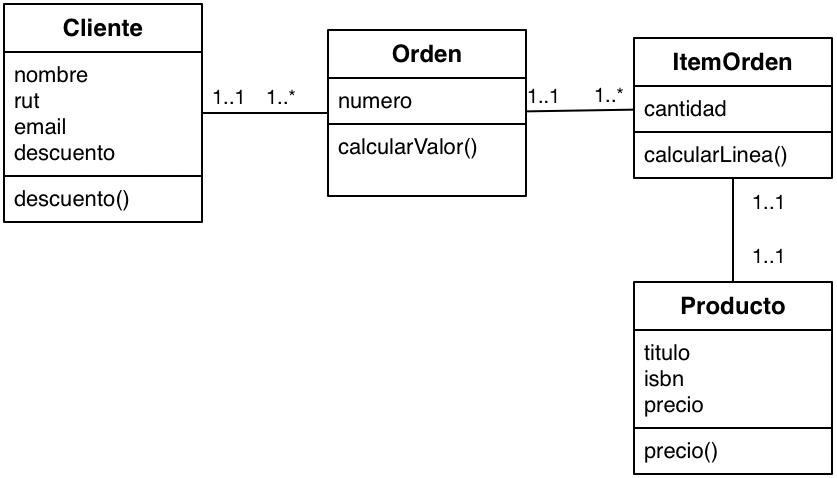 Cliente
nombre
rut
email
descuento
descuento()
1..1 1..*
Orden
numero
calcularValor()
1..1 1..*
ItemOrden
cantidad
calcularLinea()
1..1
1..1
Producto
titulo
isbn
precio
precio()